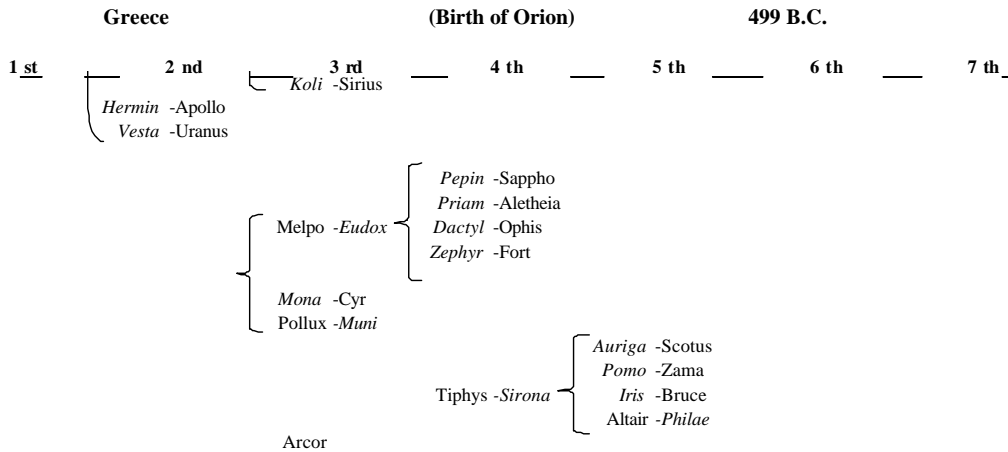 Greece (Birth of Orion) 499 B.C.
1 st 2 nd 3 rd 4 th 5 th 6 th 7 th
Koli -Sirius
Hermin -Apollo
Vesta -Uranus
Pepin -Sappho
Priam -Aletheia
Melpo -Eudox Dactyl -Ophis
Zephyr -Fort
Mona -Cyr
Pollux -Muni
Auriga -Scotus
Pomo -Zama
Tiphys -Sirona Iris -Bruce
Altair -Philae
Arcor